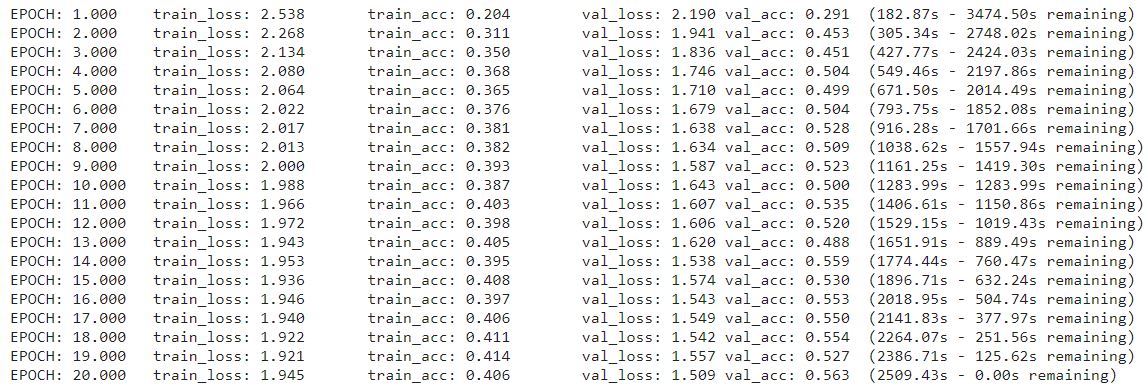 EPOCH: 1.000 train_loss: 2.538 train_acc: 0.204 val_loss: 2.190 val_acc: 0.291 (182.87s - 3474.50s remaining)
EPOCH: 2.000 train_loss: 2.268 train_acc: 0.311 val_loss: 1.941 val_acc: 0.453 (305.34s - 2748.02s remaining)
EPOCH: 3.000 train_loss: 2.134 train_acc: 0.350 val_loss: 1.836 val_acc: 0.451 (427.77s - 2424.03s remaining)
EPOCH: 4.000 train_loss: 2.080 train_acc: 0.368 val_loss: 1.746 val_acc: 0.504 (549.46s - 2197.86s remaining)
EPOCH: 5.000 train_loss: 2.064 train_acc: 0.365 val_loss: 1.710 val_acc: 0.499 (671.50s - 2014.49s remaining)
EPOCH: 6.000 train_loss: 2.022 train_acc: 0.376 val_loss: 1.679 val_acc: 0.504 (793.75s - 1852.08s remaining)
EPOCH: 7.000 train_loss: 2.017 train_acc: 0.381 val_loss: 1.638 val_acc: 0.528 (916.28s - 1701.66s remaining)
EPOCH: 8.000 train_loss: 2.013 train_acc: 0.382 val_loss: 1.634 val_acc: 0.509 (1038.62s - 1557.94s remaining)
EPOCH: 9.000 train_loss: 2.000 train_acc: 0.393 val_loss: 1.587 val_acc: 0.523 (1161.25s - 1419.30s remaining)
EPOCH: 10.000 train_loss: 1.988 train_acc: 0.387 val_loss: 1.643 val_acc: 0.500 (1283.99s - 1283.99s remaining)
EPOCH: 11.000 train_loss: 1.966 train_acc: 0.403 val_loss: 1.607 val_acc: 0.535 (1406.61s - 1150.86s remaining)
EPOCH: 12.000 train_loss: 1.972 train_acc: 0.398 val_loss: 1.606 val_acc: 0.520 (1529.15s - 1019.43s remaining)
EPOCH: 13.000 train_loss: 1.943 train_acc: 0.405 val_loss: 1.620 val_acc: 0.488 (1651.91s - 889.49s remaining)
EPOCH: 14.000 train_loss: 1.953 train_acc: 0.395 val_loss: 1.538 val_acc: 0.559 (1774.44s - 760.47s remaining)
EPOCH: 15.000 train_loss: 1.936 train_acc: 0.408 val_loss: 1.574 val_acc: 0.530 (1896.71s - 632.24s remaining)
EPOCH: 16.000 train_loss: 1.946 train_acc: 0.397 val_loss: 1.543 val_acc: 0.553 (2018.95s - 504.74s remaining)
EPOCH: 17.000 train_loss: 1.940 train_acc: 0.406 val_loss: 1.549 val_acc: 0.550 (2141.83s - 377.97s remaining)
EPOCH: 18.000 train_loss: 1.922 train_acc: 0.411 val_loss: 1.542 val_acc: 0.554 (2264.07s - 251.56s remaining)
EPOCH: 19.000 train_loss: 1.921 train_acc: 0.414 val_loss: 1.557 val_acc: 0.527 (2386.71s - 125.62s remaining)
EPOCH: 20.000 train_loss: 1.945 train_acc: 0.406 val_loss: 1.509 val_acc: 0.563 (2509.43s - 0.00s remaining)